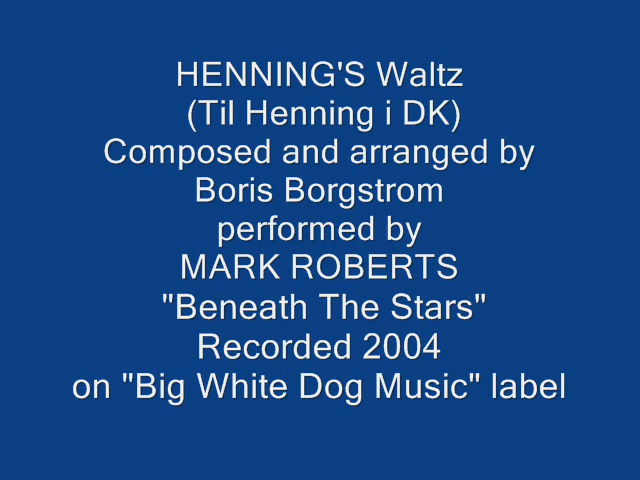 HENNING'S Waltz
(Til Henning i DK)
Composed and arranged by
Boris Borgstrom
performed by
MARK ROBERTS
"Beneath The Stars"
Recorded 2004
on "Big White Dog Music" label